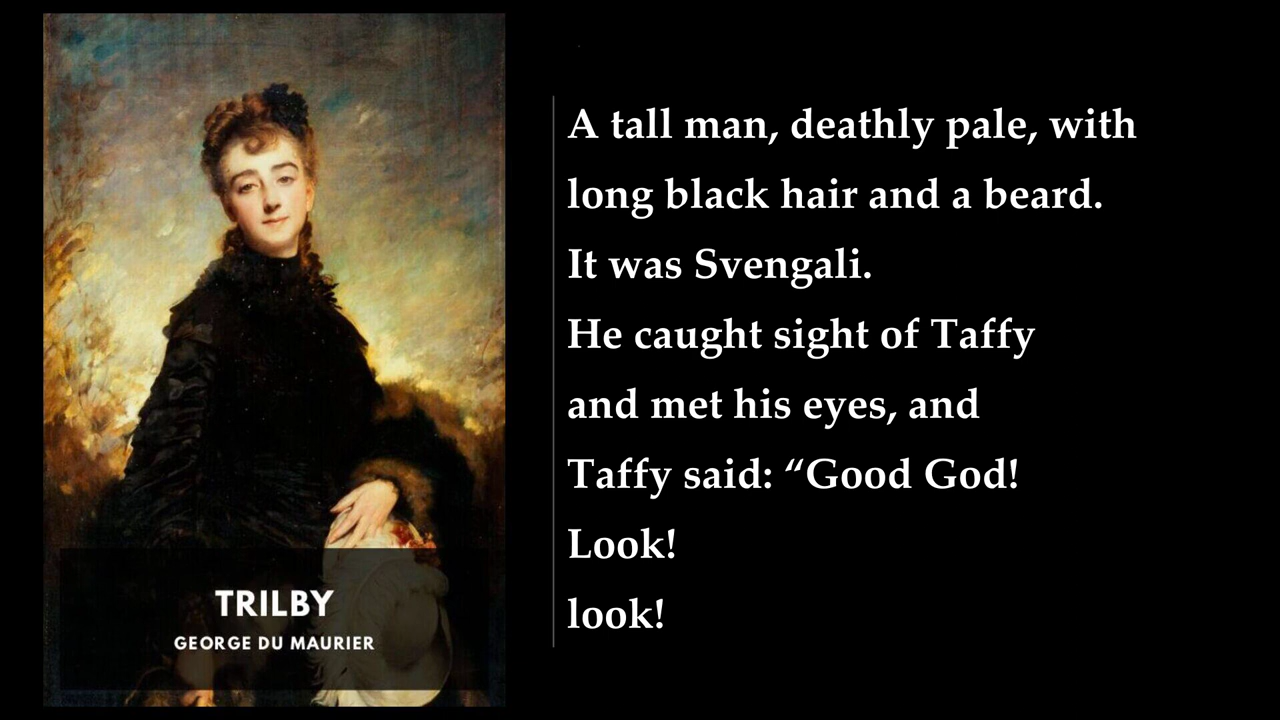 TRILBY
GEORGE DU MAURIER
A tall man, deathly pale, with
long black hair and a beard.
It was Svengali.
He caught sight of Taffy
and met his eyes, and
Taffy said: “Good God!
Look!
look!